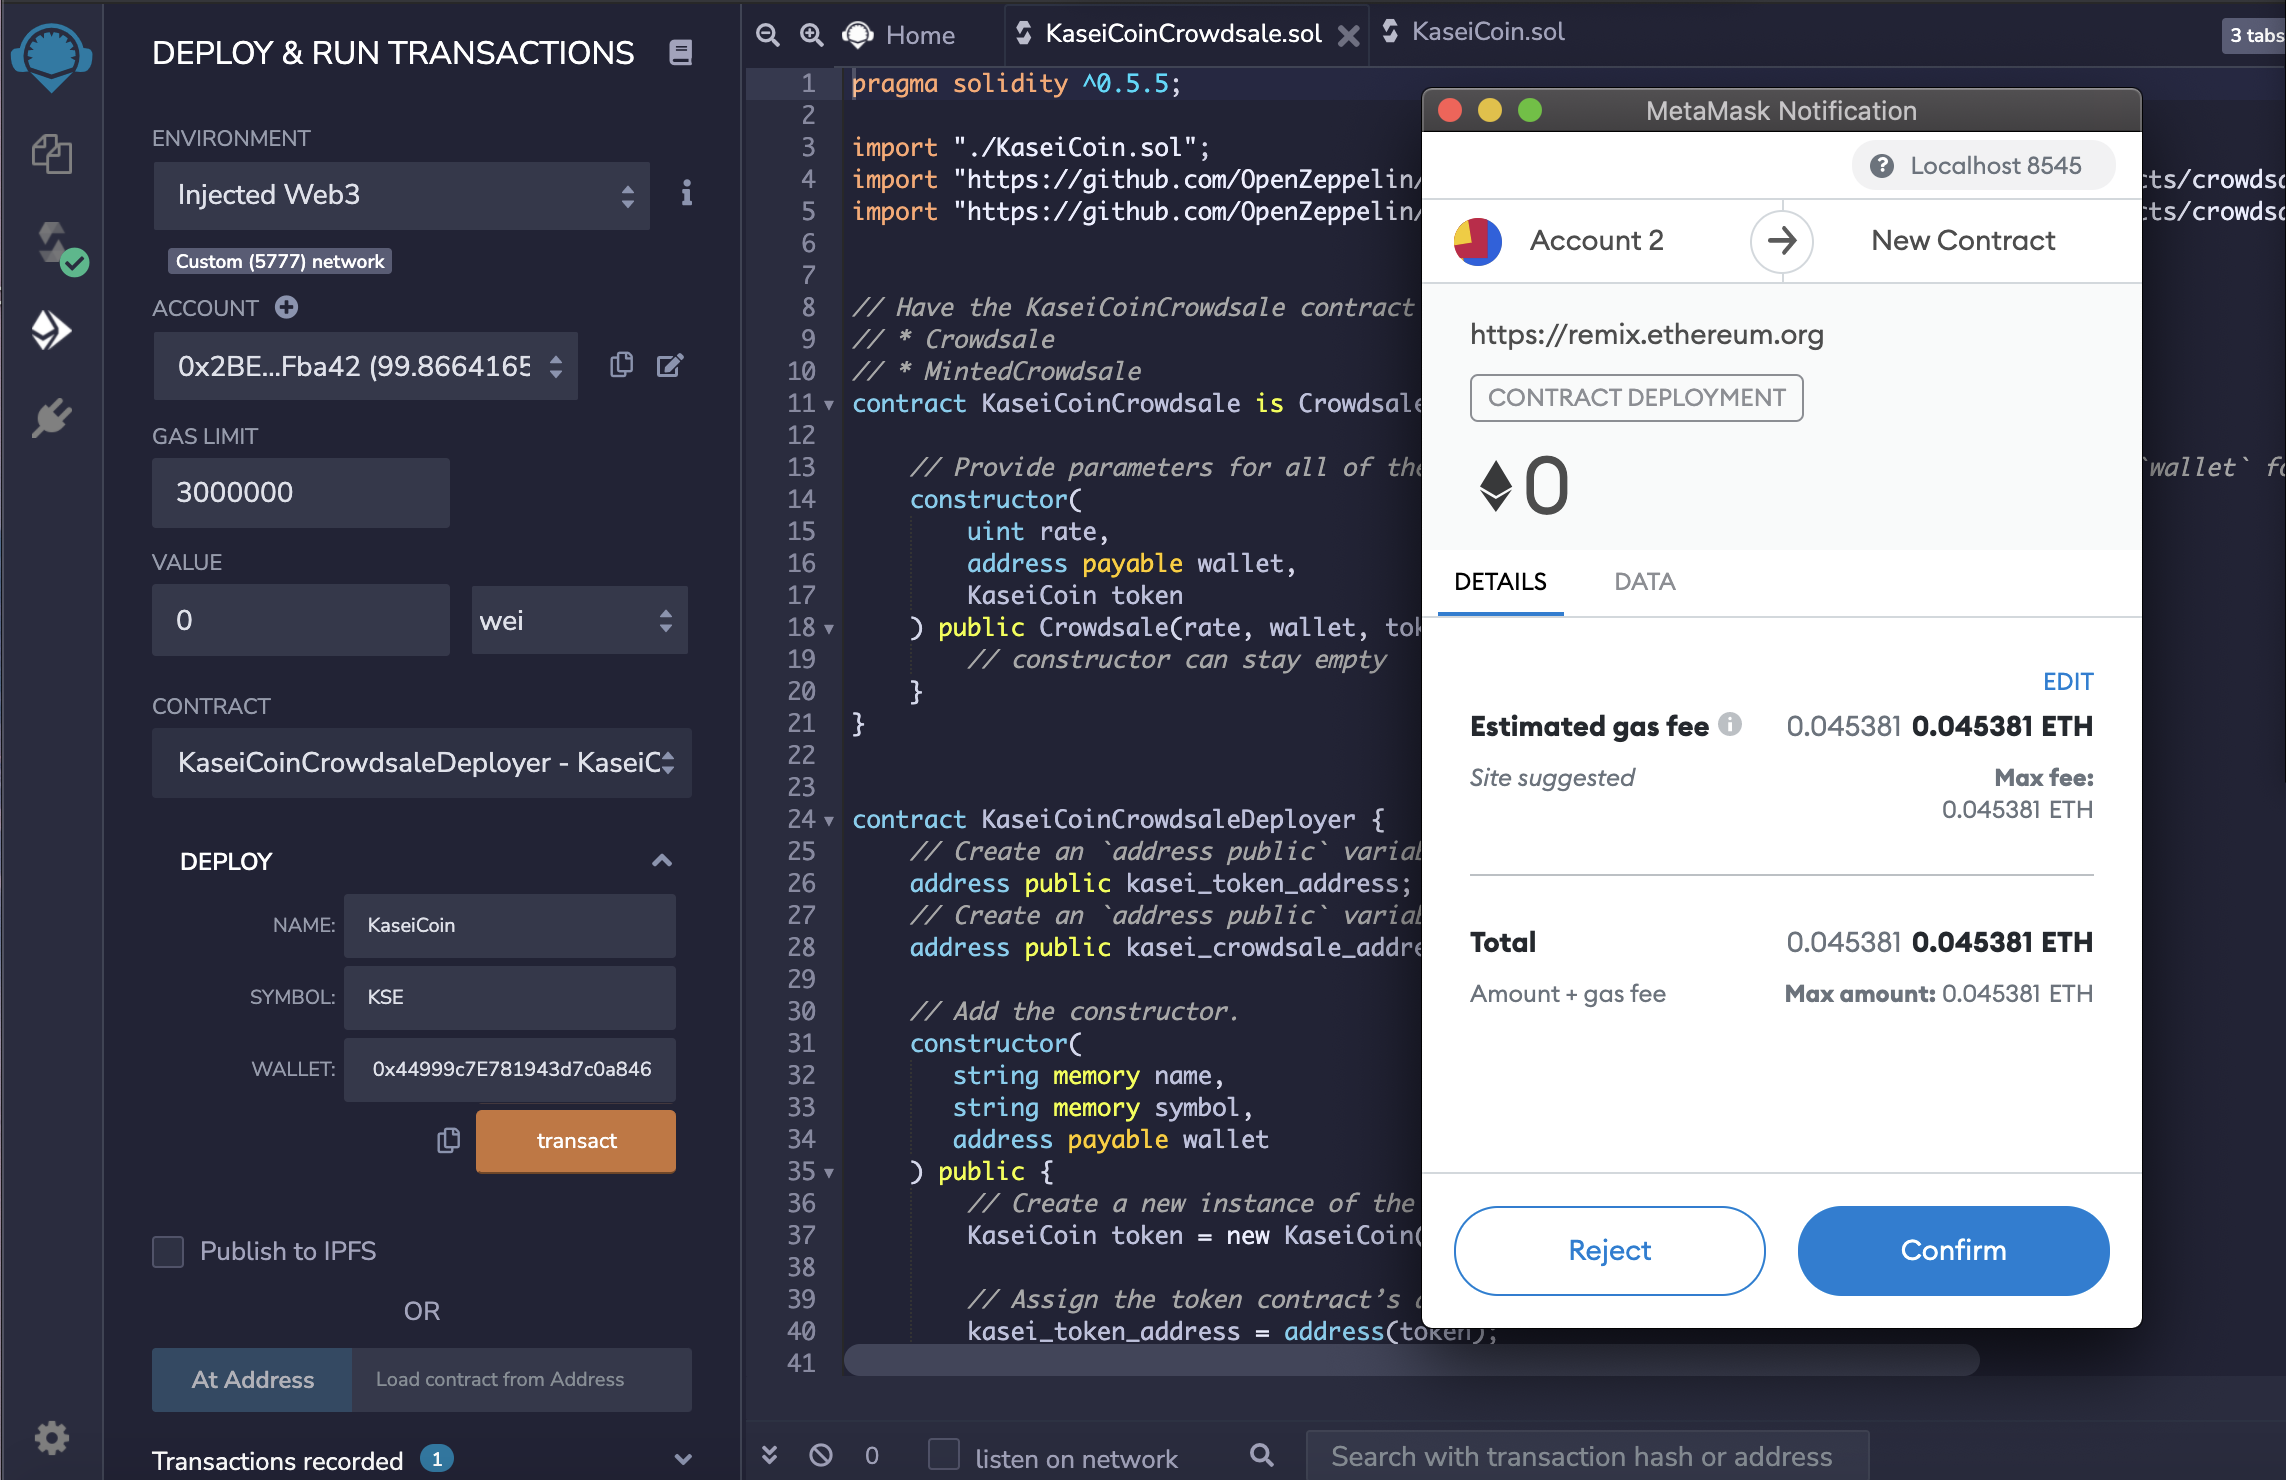 DEPLOY & RUN TRANSACTIONS
ENVIRONMENT
Injected Web3
Custom (5777) network
ACCOUNT
0x2BE...Fba42 (99.8664165
GAS LIMIT
3000000
VALUE
0
wei
CONTRACT
KaseiCoinCrowdsaleDeployer - KaseiC
DEPLOY
NAME: KaseiCoin
SYMBOL: KSE
WALLET: 0x44999c7E781943d7c0a846
transact
Publish to IPFS
OR
At Address
Load contract from Address
Transactions recorded 1
Home
KaseiCoinCrowdsale.sol
KaseiCoin.sol
3 tabs
1 pragma solidity ^0.5.5;
2
3 import "./KaseiCoin.sol";
4 import "https://github.com/OpenZeppelin/ cts/crowdsa
5 import "https://github.com/OpenZeppelin/ cts/crowdsa
6
7
8 // Have the KaseiCoinCrowdsale contract
9 // * Crowdsale
10 // * MintedCrowdsale
11 contract KaseiCoinCrowdsale is Crowdsale
12
13 // Provide parameters for all of the `wallet` fo
14 constructor(
15 uint rate,
16 address payable wallet,
17 KaseiCoin token
18 ) public Crowdsale(rate, wallet, tok
19 // constructor can stay empty
20 }
21 }
22
23
24 contract KaseiCoinCrowdsaleDeployer {
25 // Create an `address public` variab
26 address public kasei_token_address;
27 // Create an `address public` variab
28 address public kasei_crowdsale_addre
29
30 // Add the constructor.
31 constructor(
32 string memory name,
33 string memory symbol,
34 address payable wallet
35 ) public {
36 // Create a new instance of the
37 KaseiCoin token = new KaseiCoin(
38
39 // Assign the token contract’s a
40 kasei_token_address = address(token);
41
0
listen on network
Search with transaction hash or address
MetaMask Notification
Localhost 8545
Account 2
New Contract
https://remix.ethereum.org
CONTRACT DEPLOYMENT
0
DETAILS
DATA
EDIT
Estimated gas fee 0.045381 0.045381 ETH
Site suggested Max fee:
0.045381 ETH
Total 0.045381 0.045381 ETH
Amount + gas fee Max amount: 0.045381 ETH
Reject
Confirm